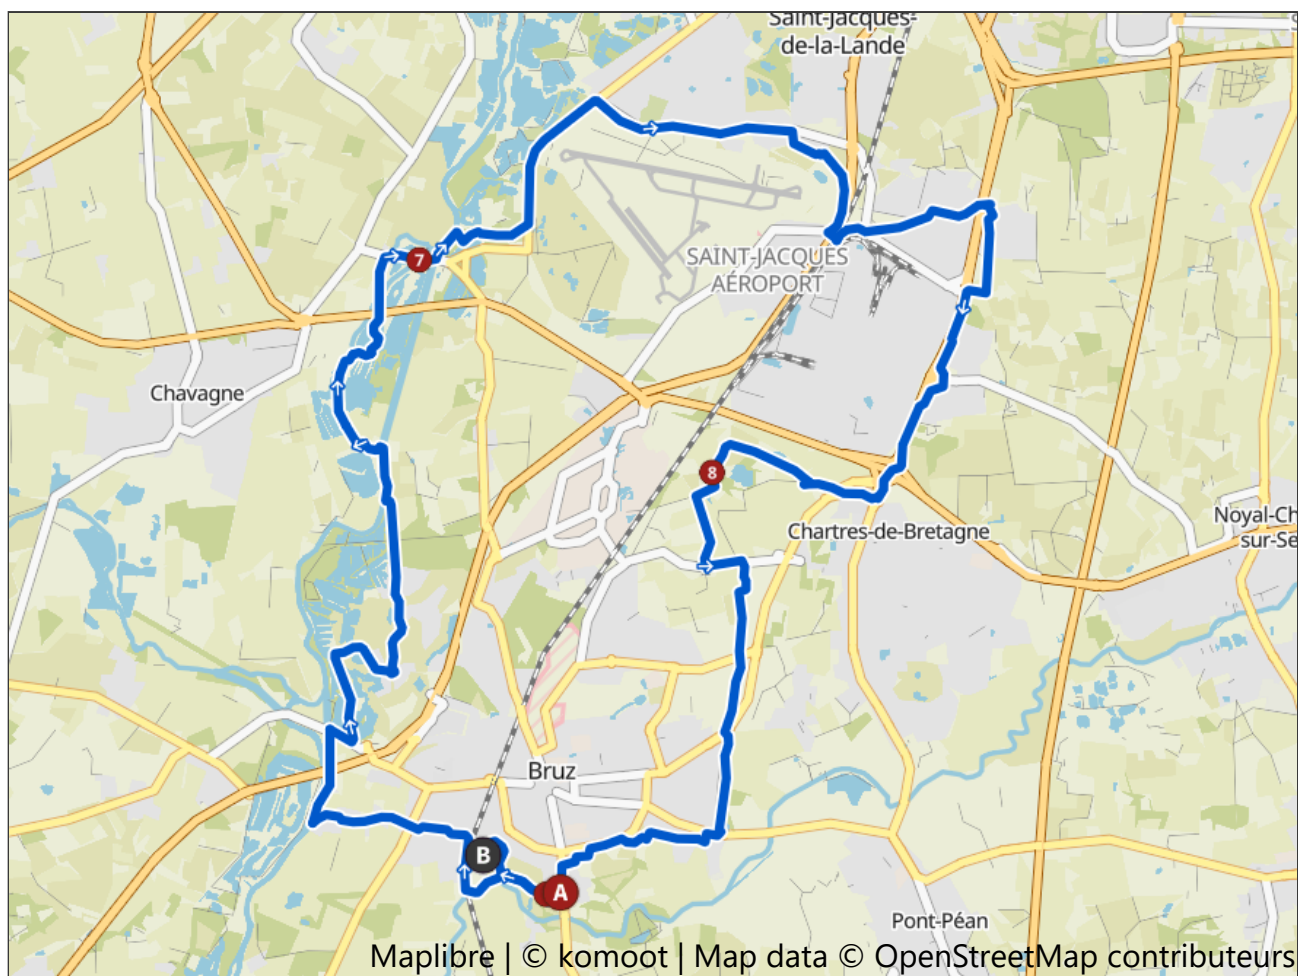 Saint-Jacques-
de-la-Lande
7
SAINT-JACQUES
AÉROPORT
Chavagne
8
Chartres-de-Bretagne
Noyal-Ch
sur-Se
Bruz
B
A
Pont-Péan
Maplibre | © komoot | Map data © OpenStreetMap contributeurs